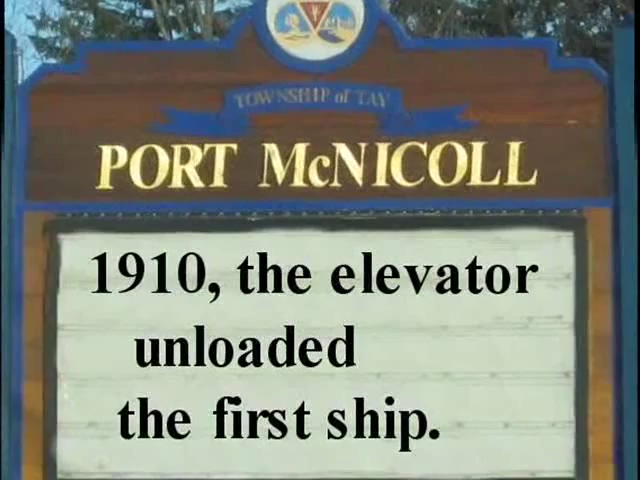 TOWNSHIP of TAY
PORT McNICOLL
1910, the elevator
unloaded
the first ship.